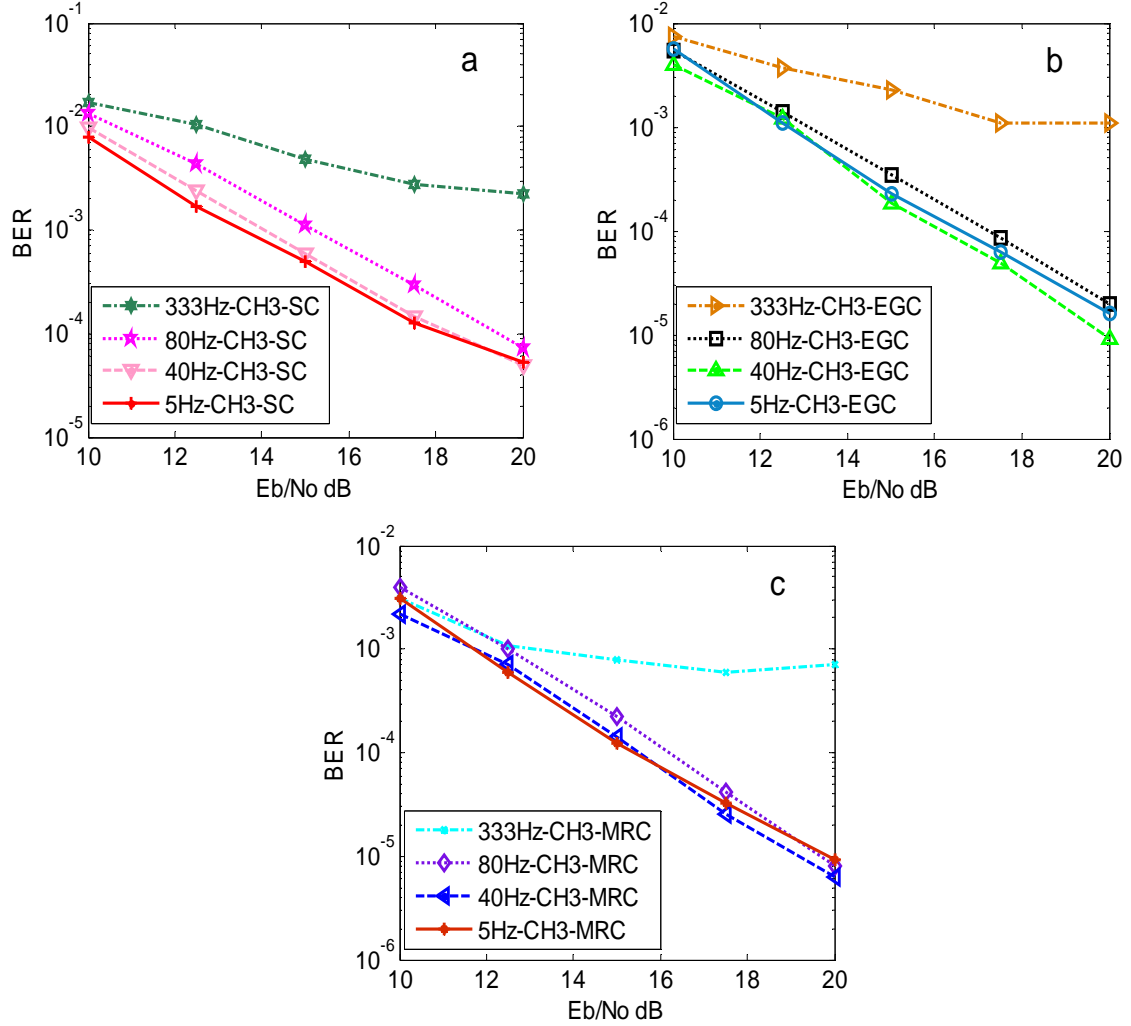 a
10^-1
10^-2
10^-3
10^-4
10^-5
BER
333Hz-CH3-SC
80Hz-CH3-SC
40Hz-CH3-SC
5Hz-CH3-SC
10 12 14 16 18 20
Eb/No dB
b
10^-2
10^-3
10^-4
10^-5
10^-6
BER
333Hz-CH3-EGC
80Hz-CH3-EGC
40Hz-CH3-EGC
5Hz-CH3-EGC
10 12 14 16 18 20
Eb/No dB
c
10^-2
10^-3
10^-4
10^-5
10^-6
BER
333Hz-CH3-MRC
80Hz-CH3-MRC
40Hz-CH3-MRC
5Hz-CH3-MRC
10 12 14 16 18 20
Eb/No dB